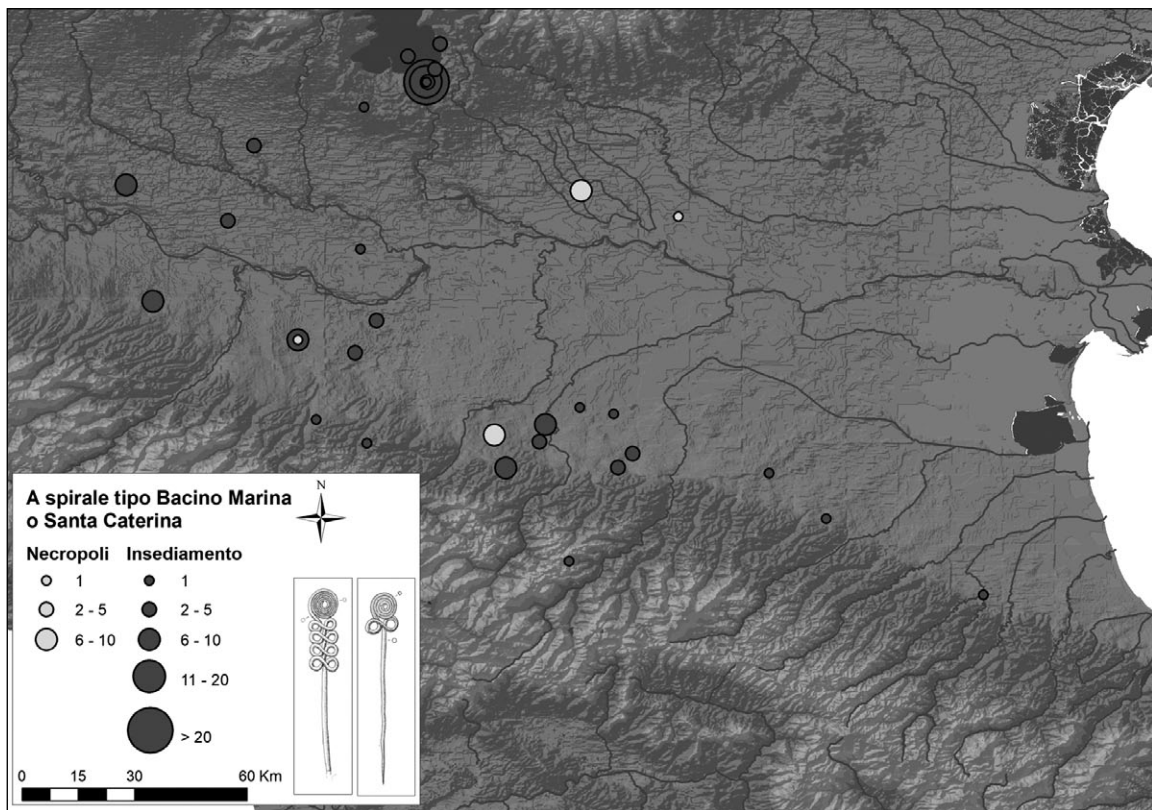 A spirale tipo Bacino Marina
o Santa Caterina
N
Necropoli Insediamento
1 1
2 - 5 2 - 5
6 - 10 6 - 10
11 - 20
> 20
0 15 30 60 Km